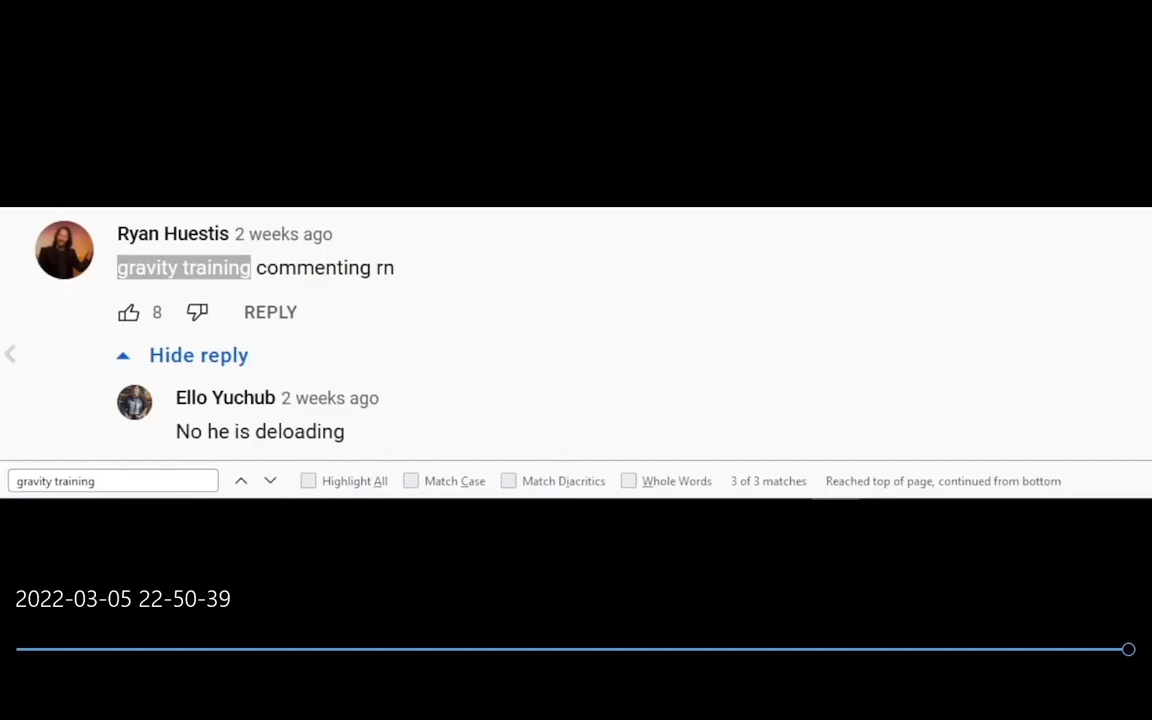 Ryan Huestis 2 weeks ago
gravity training commenting rn
8 REPLY
Hide reply
Ello Yuchub 2 weeks ago
No he is deloading
gravity training Highlight All Match Case Match Diacritics Whole Words 3 of 3 matches Reached top of page, continued from bottom
2022-03-05 22-50-39